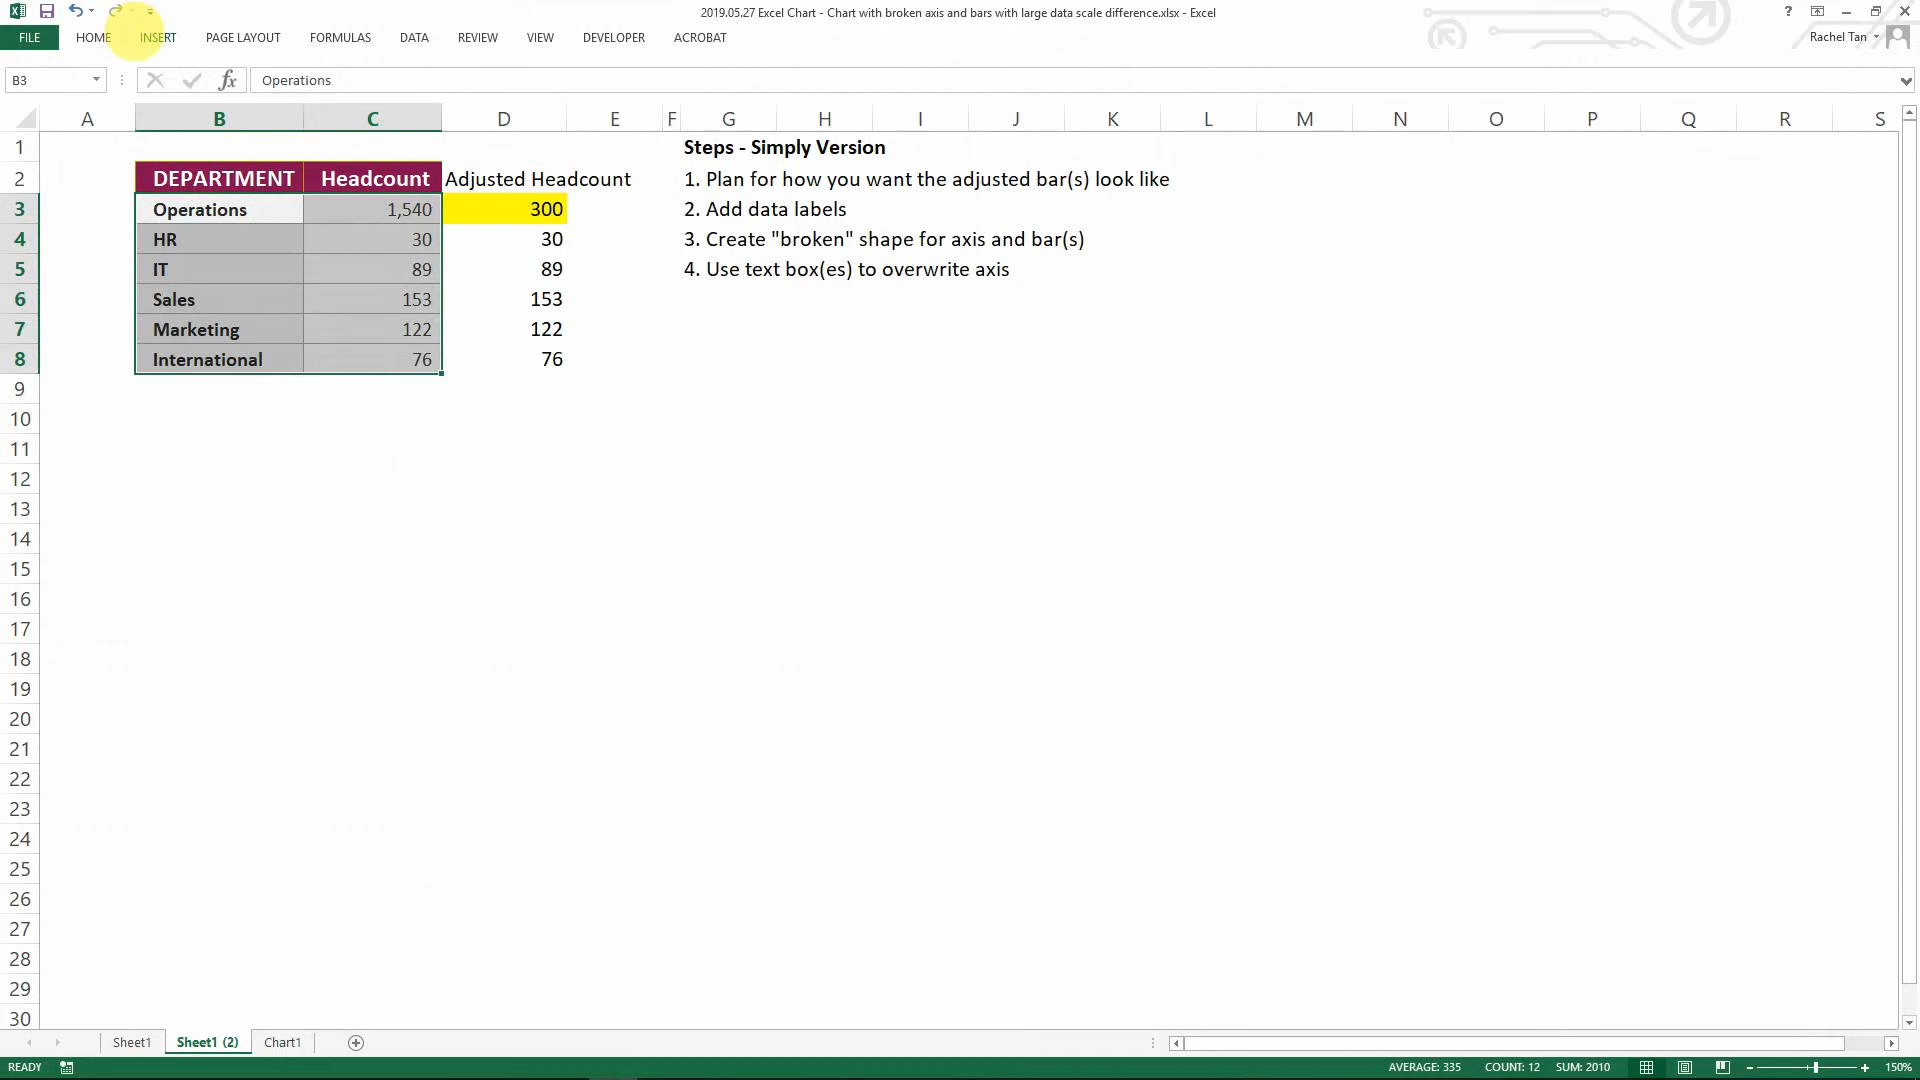 2019.05.27 Excel Chart - Chart with broken axis and bars with large data scale difference.xlsx - Excel
?
FILE HOME INSERT PAGE LAYOUT FORMULAS DATA REVIEW VIEW DEVELOPER ACROBAT
Rachel Tan
B3 fx Operations
A B C D E F G H I J K L M N O P Q R S
1 Steps - Simply Version
2 DEPARTMENT Headcount Adjusted Headcount 1. Plan for how you want the adjusted bar(s) look like
3 Operations 1,540 300 2. Add data labels
4 HR 30 30 3. Create "broken" shape for axis and bar(s)
5 IT 89 89 4. Use text box(es) to overwrite axis
6 Sales 153 153
7 Marketing 122 122
8 International 76 76
9
10
11
12
13
14
15
16
17
18
19
20
21
22
23
24
25
26
27
28
29
30
Sheet1 Sheet1 (2) Chart1
READY AVERAGE: 335 COUNT: 12 SUM: 2010 150%